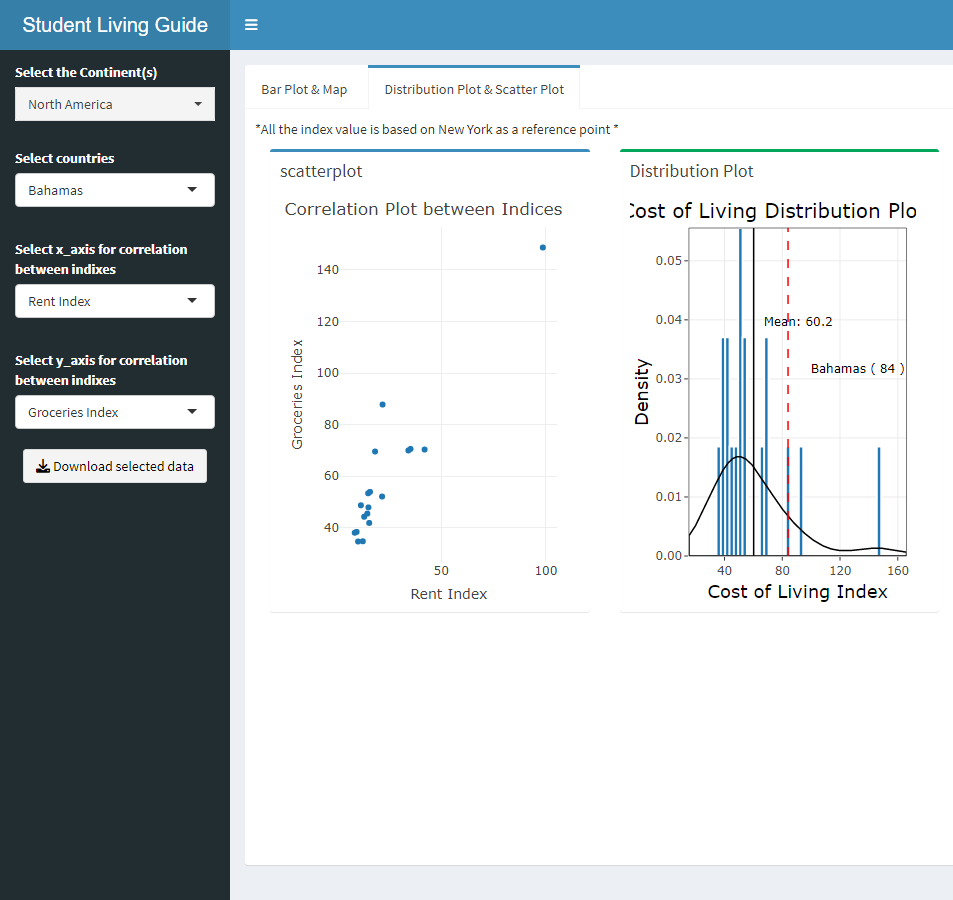 Student Living Guide
Select the Continent(s)
North America
Select countries
Bahamas
Select x_axis for correlation
between indixes
Rent Index
Select y_axis for correlation
between indixes
Groceries Index
Download selected data
Bar Plot & Map
Distribution Plot & Scatter Plot
*All the index value is based on New York as a reference point *
scatterplot
Correlation Plot between Indices
140
120
100
80
60
40
Groceries Index
50
100
Rent Index
Distribution Plot
Cost of Living Distribution Plo
0.05
0.04
0.03
0.02
0.01
0.00
Density
Mean: 60.2
Bahamas ( 84 )
40
80
120
160
Cost of Living Index